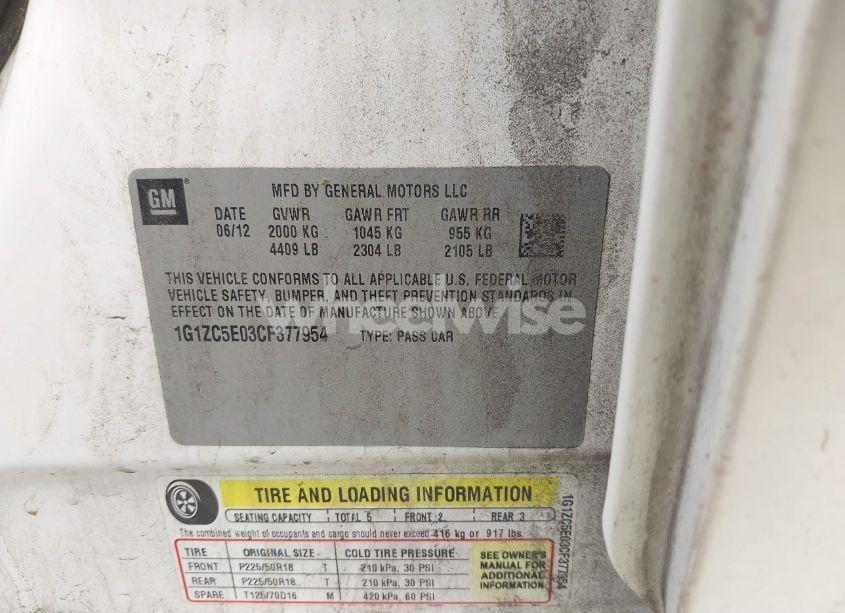 GM
MFD BY GENERAL MOTORS LLC
DATE GVWR GAWR FRT GAWR RR
06/12 2000 KG 1045 KG 955 KG
4409 LB 2304 LB 2105 LB
THIS VEHICLE CONFORMS TO ALL APPLICABLE U.S. FEDERAL MOTOR
VEHICLE SAFETY, BUMPER, AND THEFT PREVENTION STANDARDS IN
EFFECT ON THE DATE OF MANUFACTURE SHOWN ABOVE.
1G1ZC5E03CF377954 TYPE: PASS CAR
TIRE AND LOADING INFORMATION
SEATING CAPACITY TOTAL 5 FRONT 2 REAR 3
The combined weight of occupants and cargo should never exceed 416 kg or 917 lbs.
TIRE ORIGINAL SIZE COLD TIRE PRESSURE
FRONT P225/50R18 T 210 kPa, 30 PSI
REAR P225/50R18 T 210 kPa, 30 PSI
SPARE T125/70D16 M 420 kPa, 60 PSI
SEE OWNER'S
MANUAL FOR
ADDITIONAL
INFORMATION
1G1ZC5E03CF377954